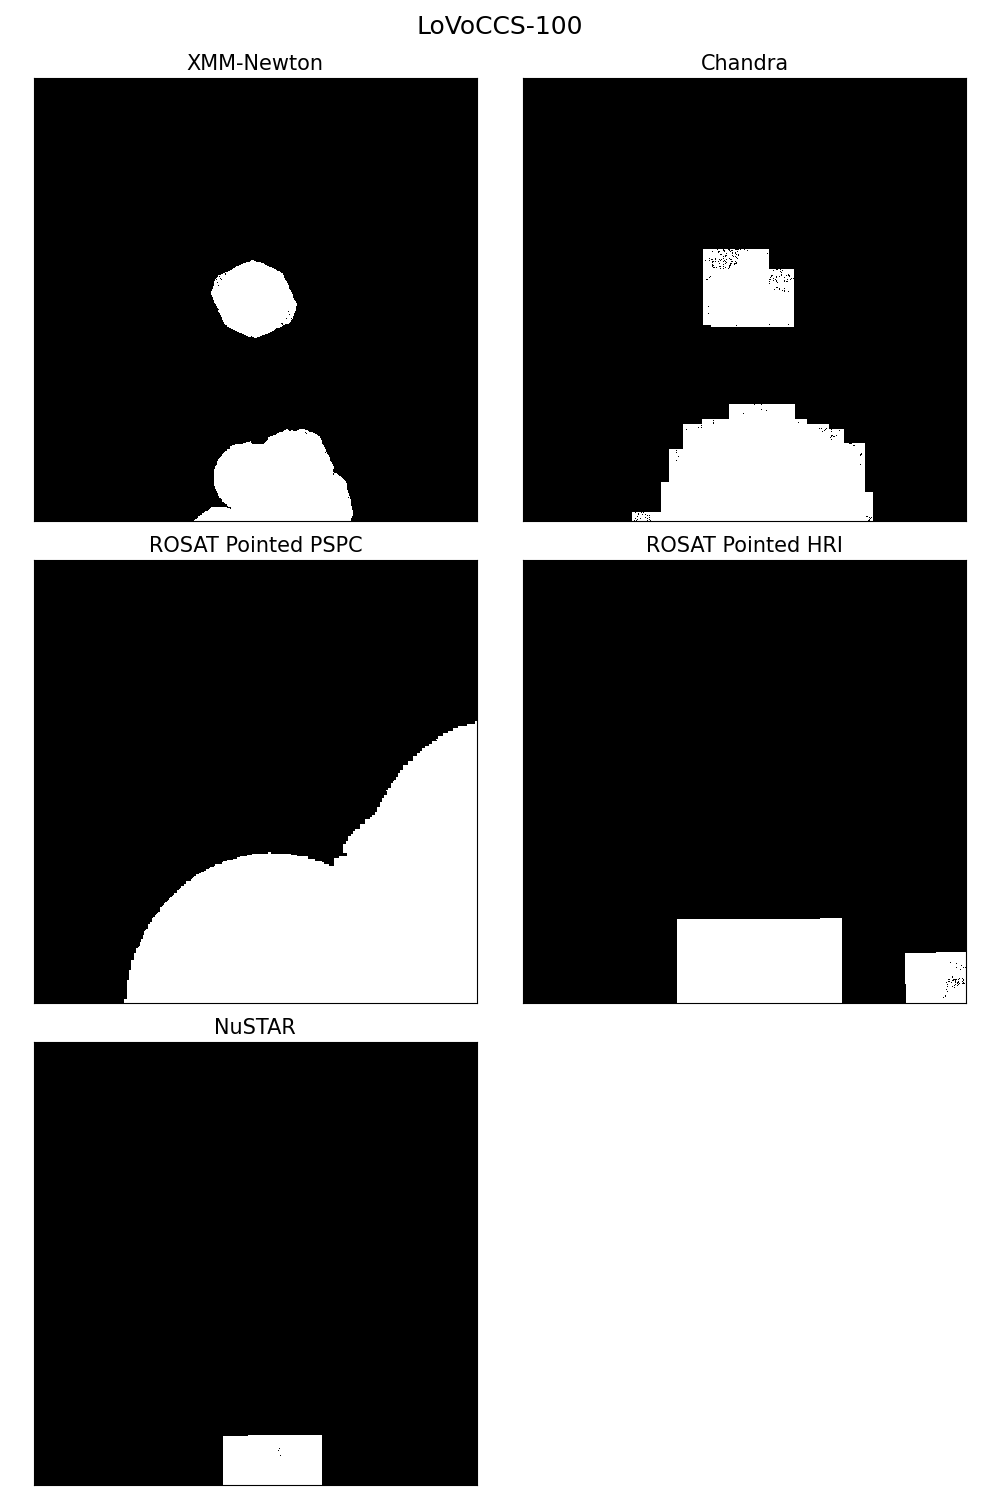 LoVoCCS-100
XMM-Newton
Chandra
ROSAT Pointed PSPC
ROSAT Pointed HRI
NuSTAR